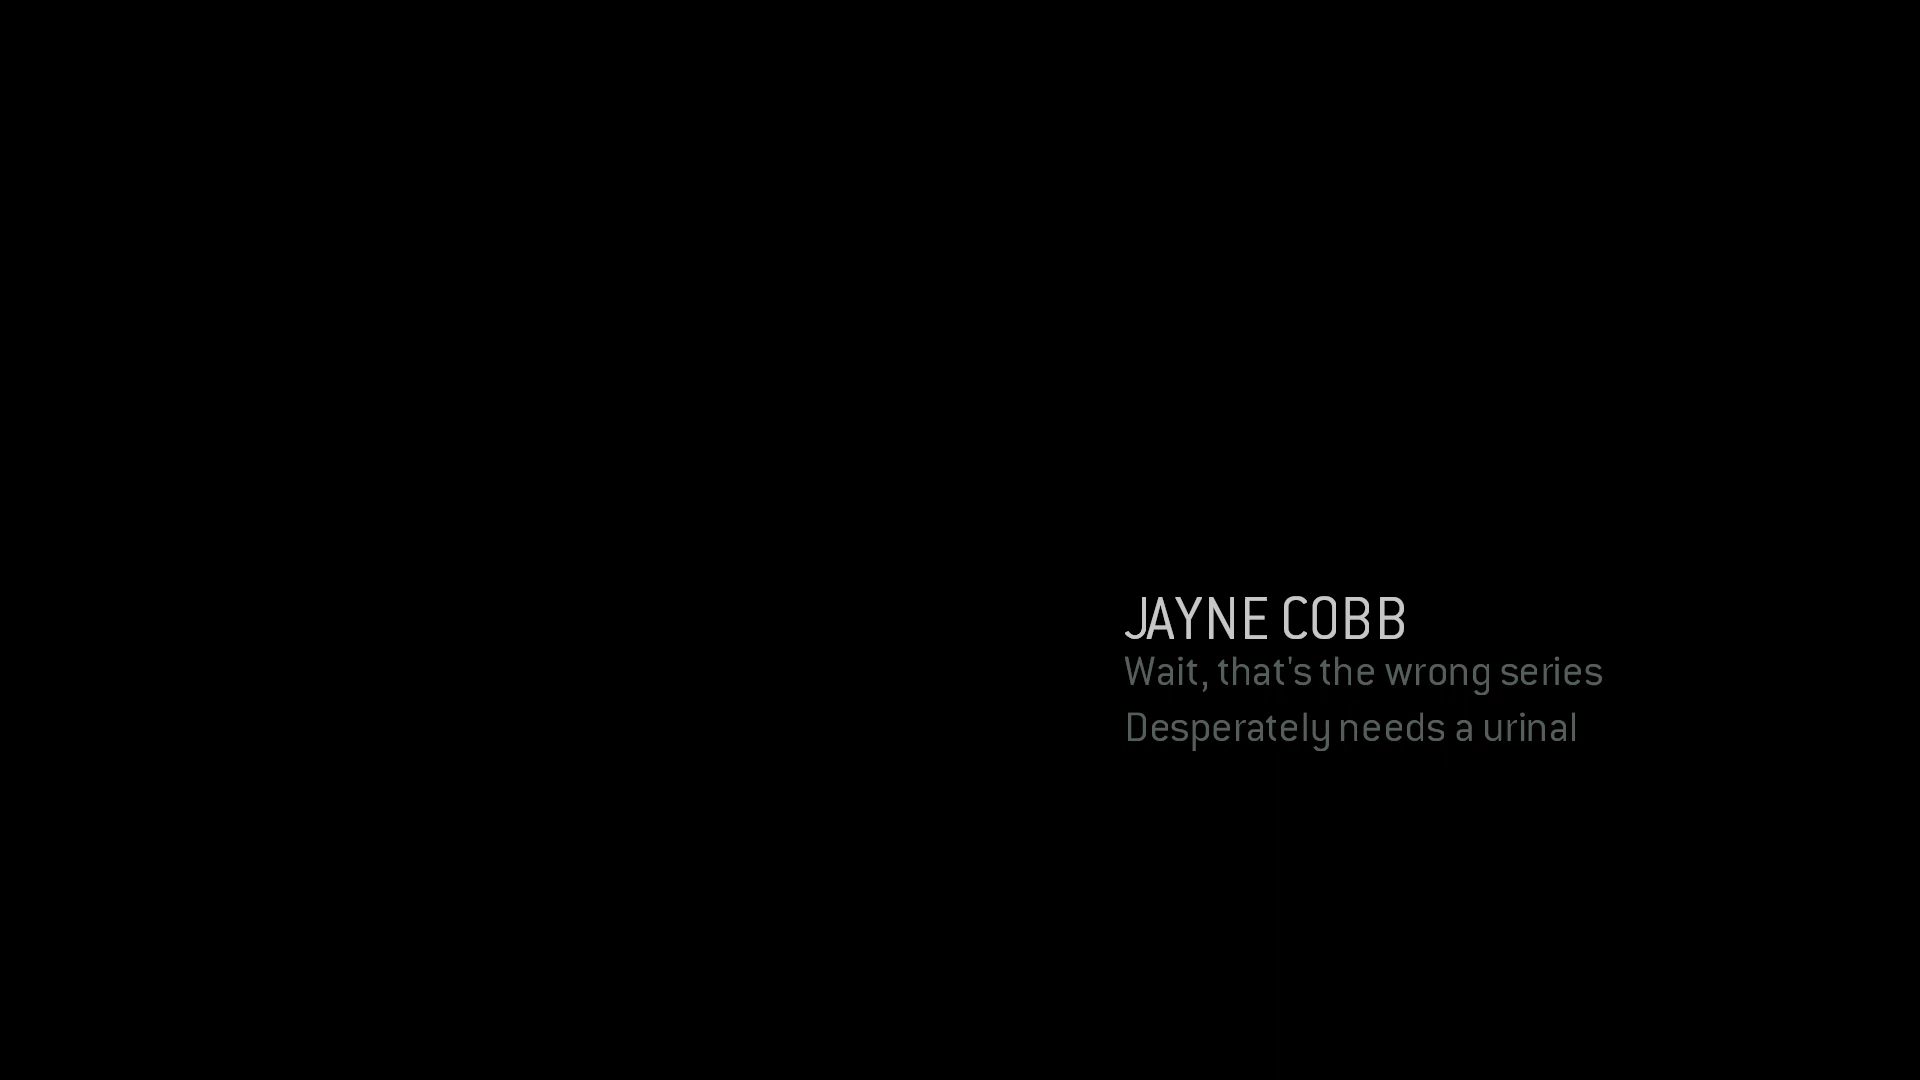 JAYNE COBB
Wait, that's the wrong series
Desperately needs a urinal